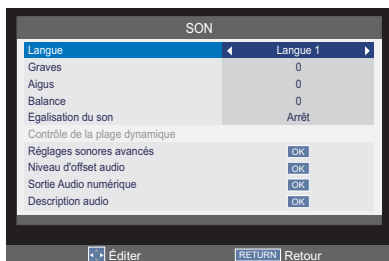 SON
Langue Langue 1
Graves 0
Aigus 0
Balance 0
Egalisation du son Arrêt
Contrôle de la plage dynamique
Réglages sonores avancés OK
Niveau d'offset audio OK
Sortie Audio numérique OK
Description audio OK
Éditer RETURN Retour